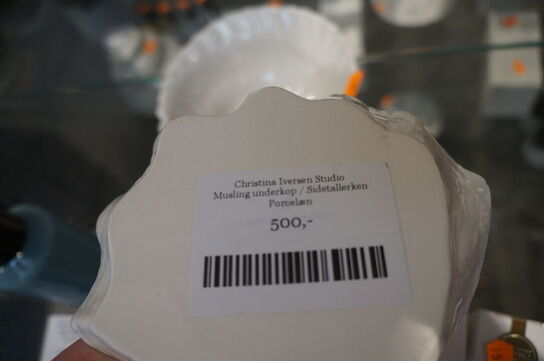 Christina Iversen Studio
Musling underkop / Sidetallerken
Porcelæn
500,-